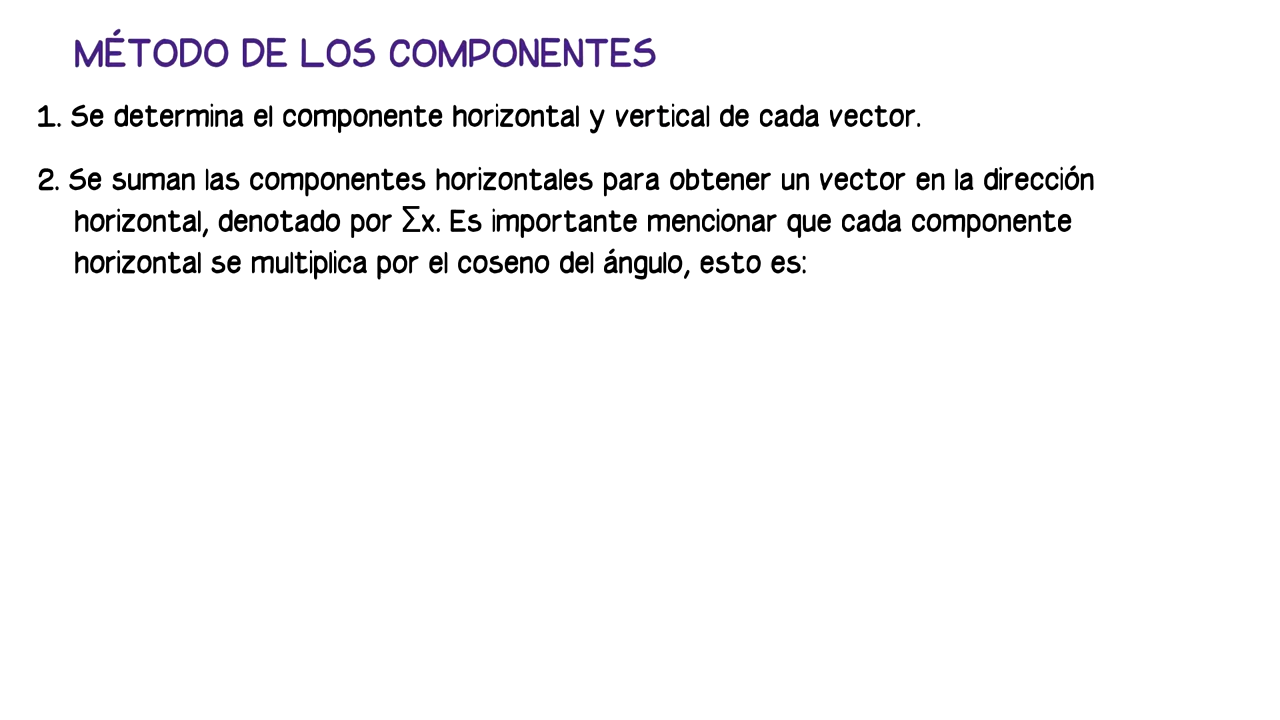 MÉTODO DE LOS COMPONENTES
1. Se determina el componente horizontal y vertical de cada vector.
2. Se suman las componentes horizontales para obtener un vector en la dirección
horizontal, denotado por Σx. Es importante mencionar que cada componente
horizontal se multiplica por el coseno del ángulo, esto es: